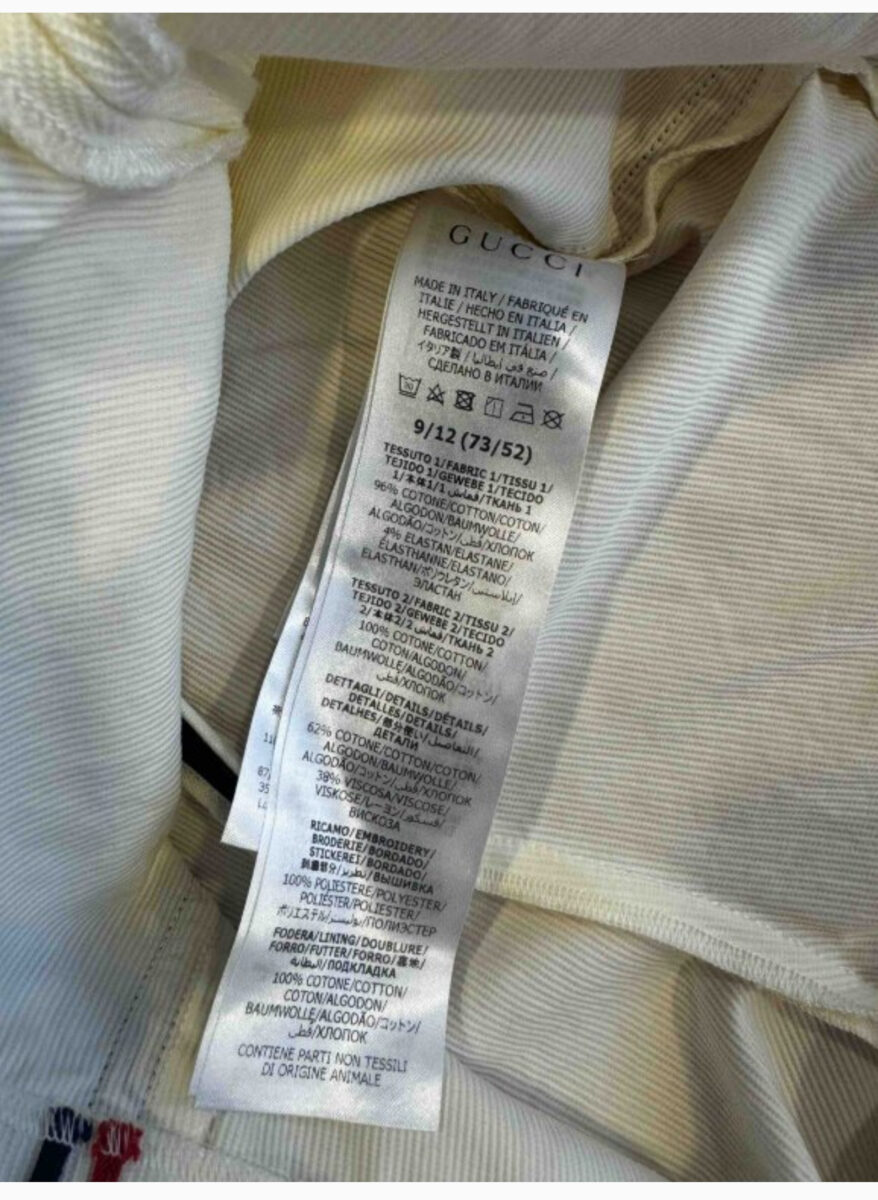 GUCCI
MADE IN ITALY / FABRIQUÉ EN
ITALIE / HECHO EN ITALIA /
HERGESTELLT IN ITALIEN /
FABRICADO EM ITÁLIA /
イタリア製 / صنع في إيطاليا /
СДЕЛАНО В ИТАЛИИ
30
9/12 (73/52)
TESSUTO 1/FABRIC 1/TISSU 1/
TEJIDO 1/GEWEBE 1/TECIDO
1/本体1/1 قماش/ТКАНЬ 1
96% COTONE/COTTON/COTON/
ALGODON/BAUMWOLLE/
ALGODÃO/コットン/قطن/ХЛОПОК
4% ELASTAN/ELASTANE/
ÉLASTHANNE/ELASTANO/
ELASTHAN/ポリウレタン/إيلاستين/
ЭЛАСТАН
TESSUTO 2/FABRIC 2/TISSU 2/
TEJIDO 2/GEWEBE 2/TECIDO
2/本体2/2 قماش/ТКАНЬ 2
100% COTONE/COTTON/
COTON/ALGODON/
BAUMWOLLE/ALGODÃO/コットン/
قطن/ХЛОПОК
DETTAGLI/DETAILS/DÉTAILS/
DETALLES/DETAILS/
DETALHES/部分使い/التفاصيل/
ДЕТАЛИ
62% COTONE/COTTON/COTON/
ALGODON/BAUMWOLLE/
ALGODÃO/コットン/قطن/ХЛОПОК
38% VISCOSA/VISCOSE/
VISKOSE/レーヨン/فسكوز/
ВИСКОЗА
RICAMO/EMBROIDERY/
BRODERIE/BORDADO/
STICKEREI/BORDADO/
刺繍部分/تطريز/ВЫШИВКА
100% POLIESTERE/POLYESTER/
POLIÉSTER/POLIESTER/
ポリエステル/بوليستر/ПОЛИЭСТЕР
FODERA/LINING/DOUBLURE/
FORRO/FUTTER/FORRO/裏地/
البطانة/ПОДКЛАДКА
100% COTONE/COTTON/
COTON/ALGODON/
BAUMWOLLE/ALGODÃO/コットン/
قطن/ХЛОПОК
CONTIENE PARTI NON TESSILI
DI ORIGINE ANIMALE